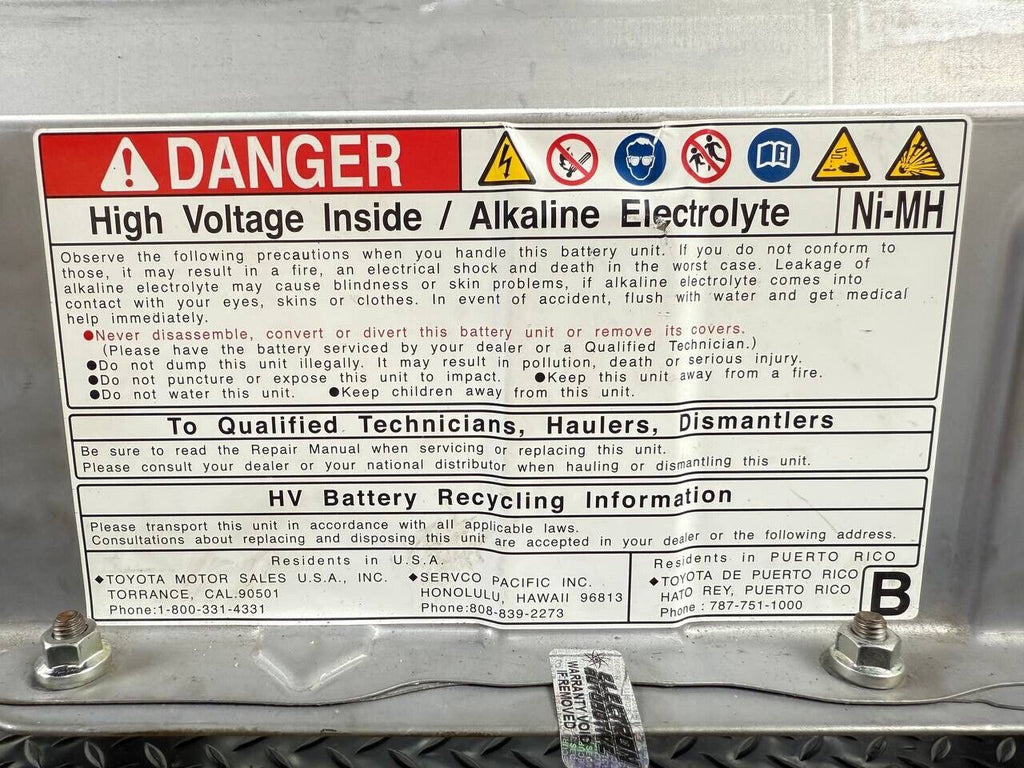 DANGER
High Voltage Inside / Alkaline Electrolyte
Ni-MH
Observe the following precautions when you handle this battery unit. If you do not conform to
those, it may result in a fire, an electrical shock and death in the worst case. Leakage of
alkaline electrolyte may cause blindness or skin problems, if alkaline electrolyte comes into
contact with your eyes, skins or clothes. In event of accident, flush with water and get medical
help immediately.
●Never disassemble, convert or divert this battery unit or remove its covers.
(Please have the battery serviced by your dealer or a Qualified Technician.)
●Do not dump this unit illegally. It may result in pollution, death or serious injury.
●Do not puncture or expose this unit to impact. ●Keep this unit away from a fire.
●Do not water this unit. ●Keep children away from this unit.
To Qualified Technicians, Haulers, Dismantlers
Be sure to read the Repair Manual when servicing or replacing this unit.
Please consult your dealer or your national distributor when hauling or dismantling this unit.
HV Battery Recycling Information
Please transport this unit in accordance with all applicable laws.
Consultations about replacing and disposing this unit are accepted in your dealer or the following address.
Residents in U.S.A.
◆TOYOTA MOTOR SALES U.S.A., INC.
TORRANCE, CAL.90501
Phone:1-800-331-4331
◆SERVCO PACIFIC INC.
HONOLULU, HAWAII 96813
Phone:808-839-2273
Residents in PUERTO RICO
◆TOYOTA DE PUERTO RICO
HATO REY, PUERTO RICO
Phone : 787-751-1000
B
WARRANTY VOID
IF REMOVED